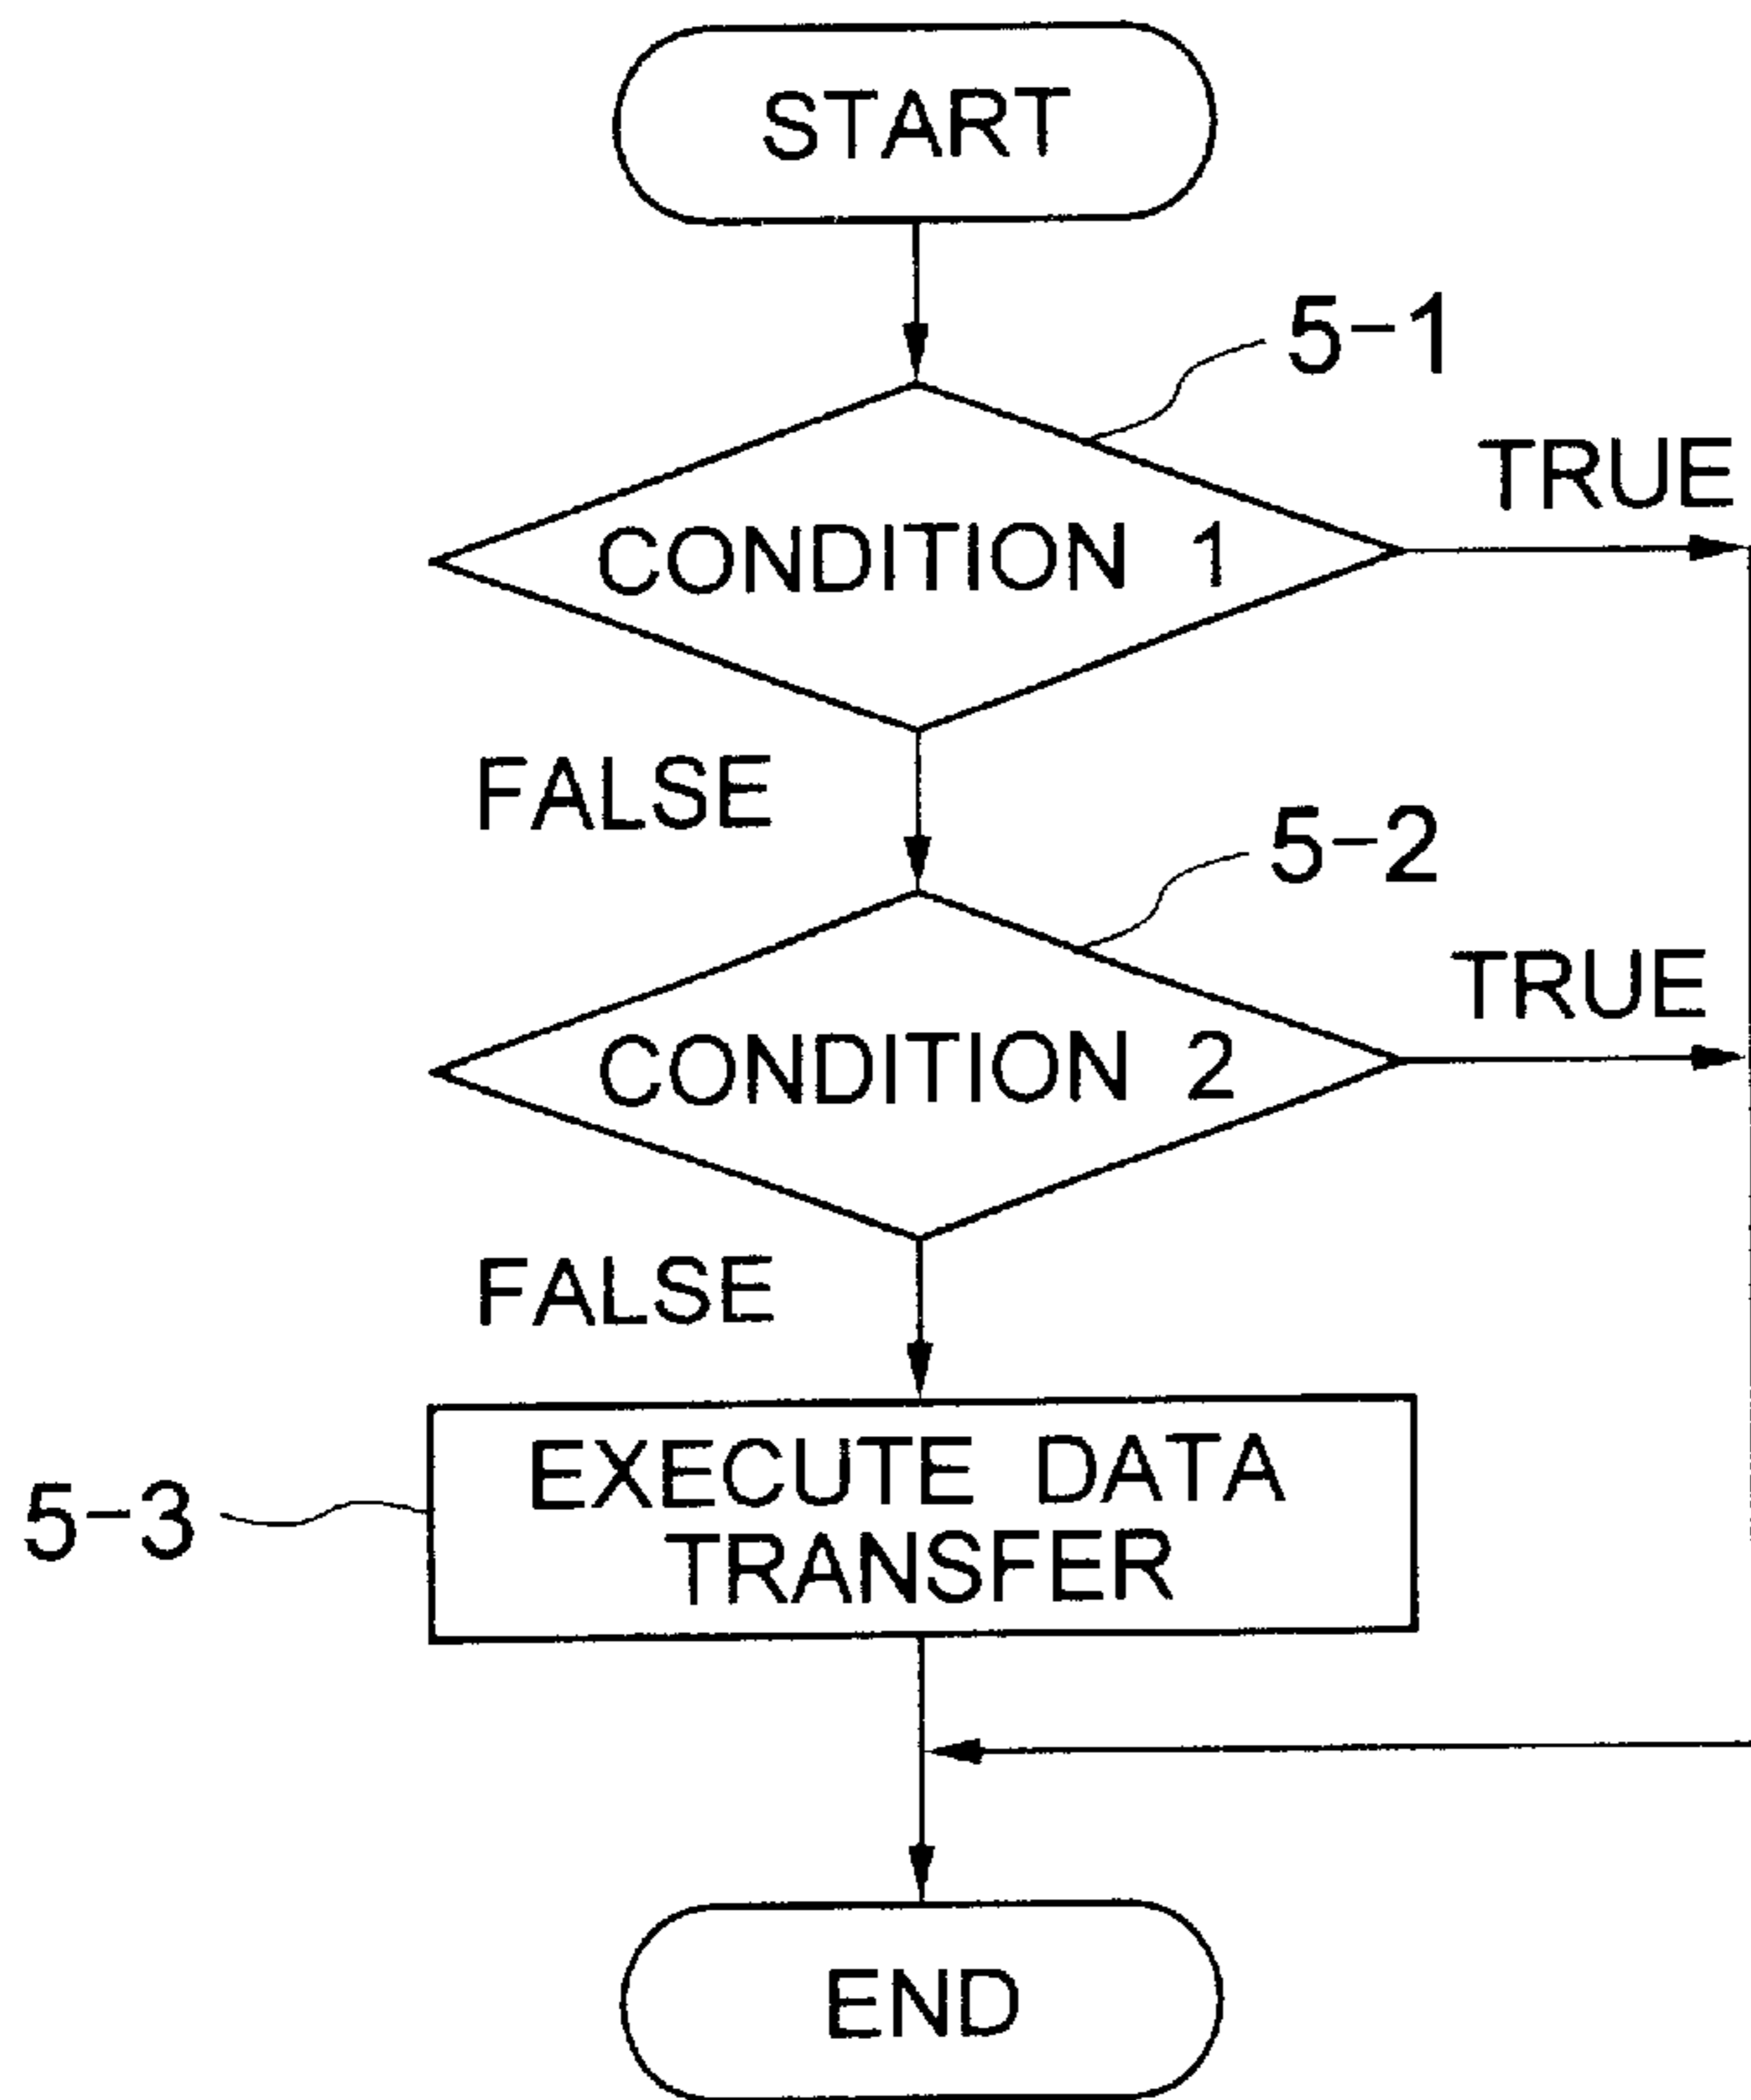 START
5-1
TRUE
CONDITION 1
FALSE
5-2
TRUE
CONDITION 2
FALSE
EXECUTE DATA
TRANSFER
5-3
END